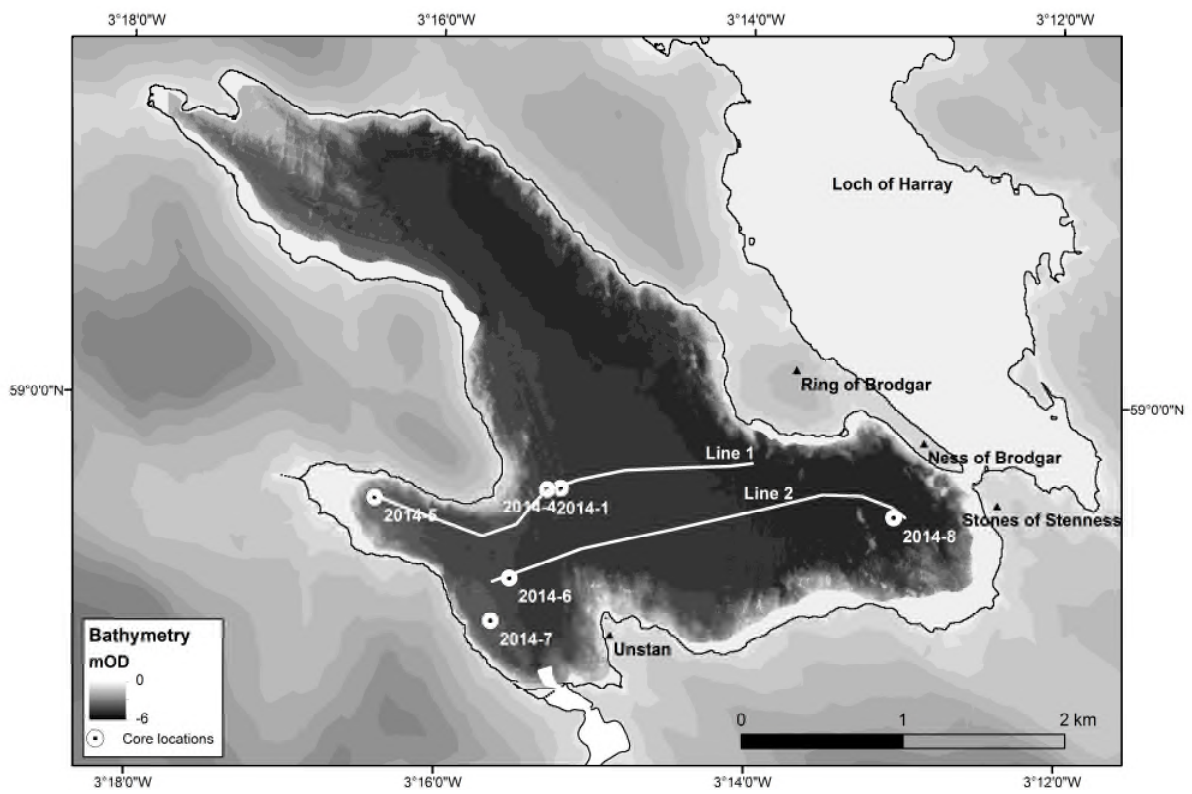 3°18'0"W 3°16'0"W 3°14'0"W 3°12'0"W
Loch of Harray
59°0'0"N
59°0'0"N
Ring of Brodgar
Line 1
Ness of Brodgar
Line 2
2014-42014-1
2014-5
Stones of Stenness
2014-8
2014-6
2014-7
Unstan
Bathymetry
mOD
0
-6
Core locations
0 1 2 km
3°18'0"W 3°16'0"W 3°14'0"W 3°12'0"W